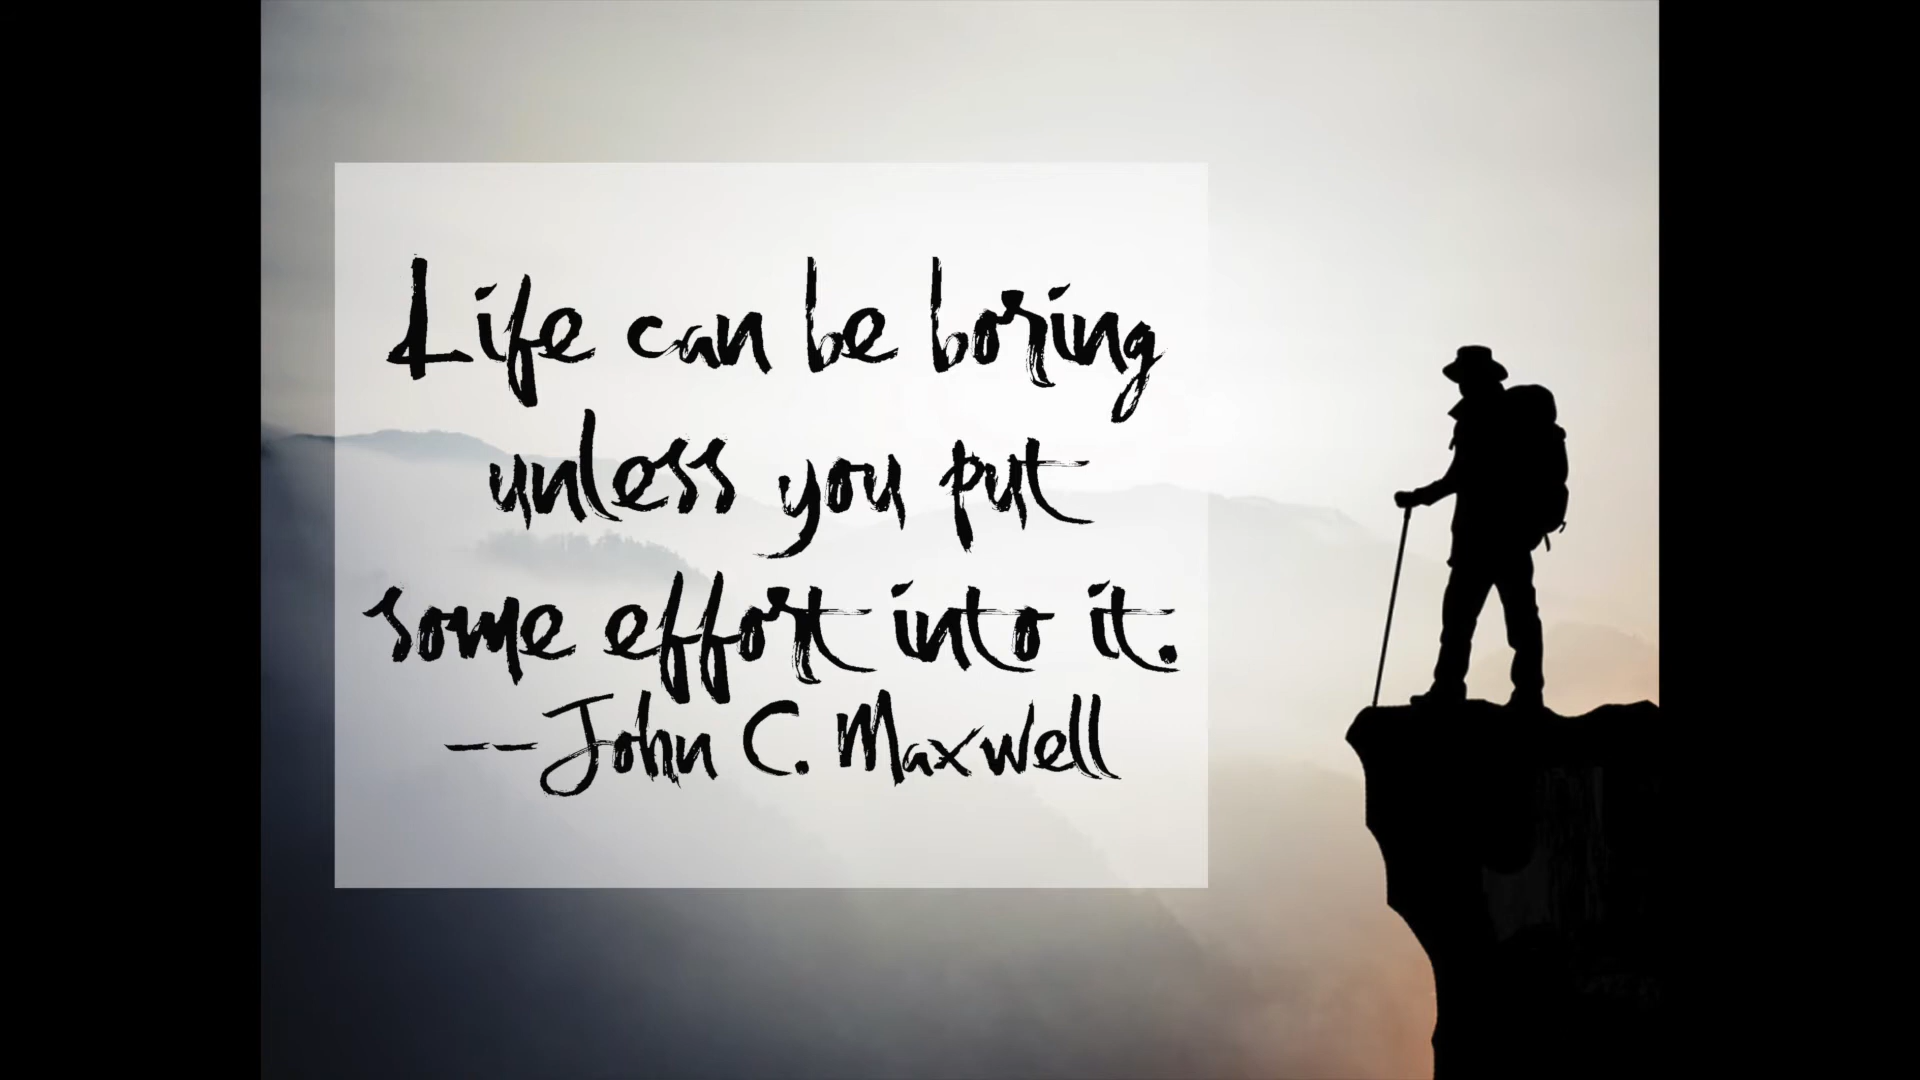 Life can be boring
unless you put
some effort into it.
--John C. Maxwell